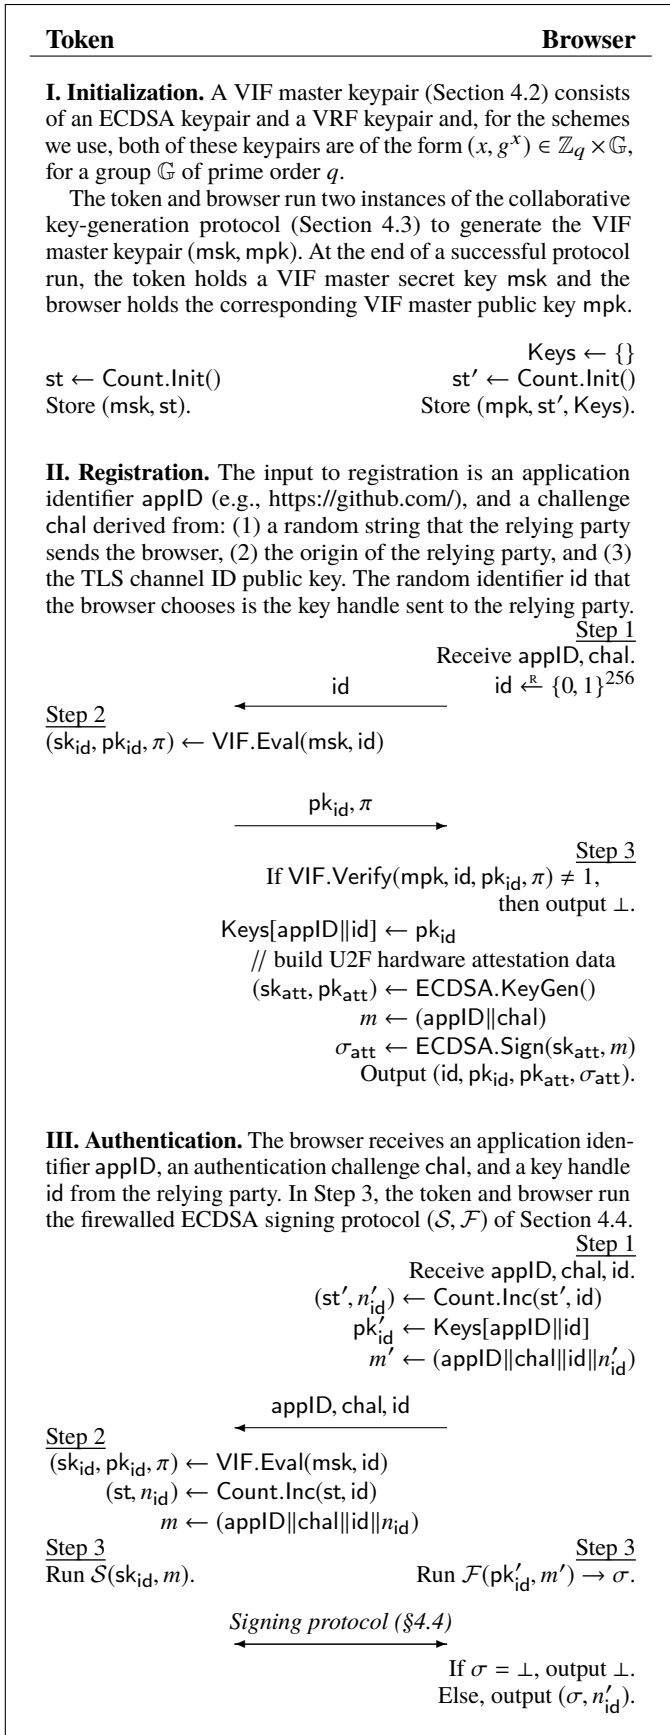 Token Browser
I. Initialization. A VIF master keypair (Section 4.2) consists
of an ECDSA keypair and a VRF keypair and, for the schemes
we use, both of these keypairs are of the form (x, g^x) ∈ ℤ_q × 𝔾,
for a group 𝔾 of prime order q.
The token and browser run two instances of the collaborative
key-generation protocol (Section 4.3) to generate the VIF
master keypair (msk, mpk). At the end of a successful protocol
run, the token holds a VIF master secret key msk and the
browser holds the corresponding VIF master public key mpk.
Keys ← {}
st ← Count.Init() st′ ← Count.Init()
Store (msk, st). Store (mpk, st′, Keys).
II. Registration. The input to registration is an application
identifier appID (e.g., https://github.com/), and a challenge
chal derived from: (1) a random string that the relying party
sends the browser, (2) the origin of the relying party, and (3)
the TLS channel ID public key. The random identifier id that
the browser chooses is the key handle sent to the relying party.
Step 1
Receive appID, chal.
id id ←R {0, 1}^256
Step 2
(sk_id, pk_id, π) ← VIF.Eval(msk, id)
pk_id, π
Step 3
If VIF.Verify(mpk, id, pk_id, π) ≠ 1,
then output ⊥.
Keys[appID∥id] ← pk_id
// build U2F hardware attestation data
(sk_att, pk_att) ← ECDSA.KeyGen()
m ← (appID∥chal)
σ_att ← ECDSA.Sign(sk_att, m)
Output (id, pk_id, pk_att, σ_att).
III. Authentication. The browser receives an application iden-
tifier appID, an authentication challenge chal, and a key handle
id from the relying party. In Step 3, the token and browser run
the firewalled ECDSA signing protocol (𝒮, ℱ) of Section 4.4.
Step 1
Receive appID, chal, id.
(st′, n′_id) ← Count.Inc(st′, id)
pk′_id ← Keys[appID∥id]
m′ ← (appID∥chal∥id∥n′_id)
appID, chal, id
Step 2
(sk_id, pk_id, π) ← VIF.Eval(msk, id)
(st, n_id) ← Count.Inc(st, id)
m ← (appID∥chal∥id∥n_id)
Step 3 Step 3
Run 𝒮(sk_id, m). Run ℱ(pk′_id, m′) → σ.
Signing protocol (§4.4)
If σ = ⊥, output ⊥.
Else, output (σ, n′_id).